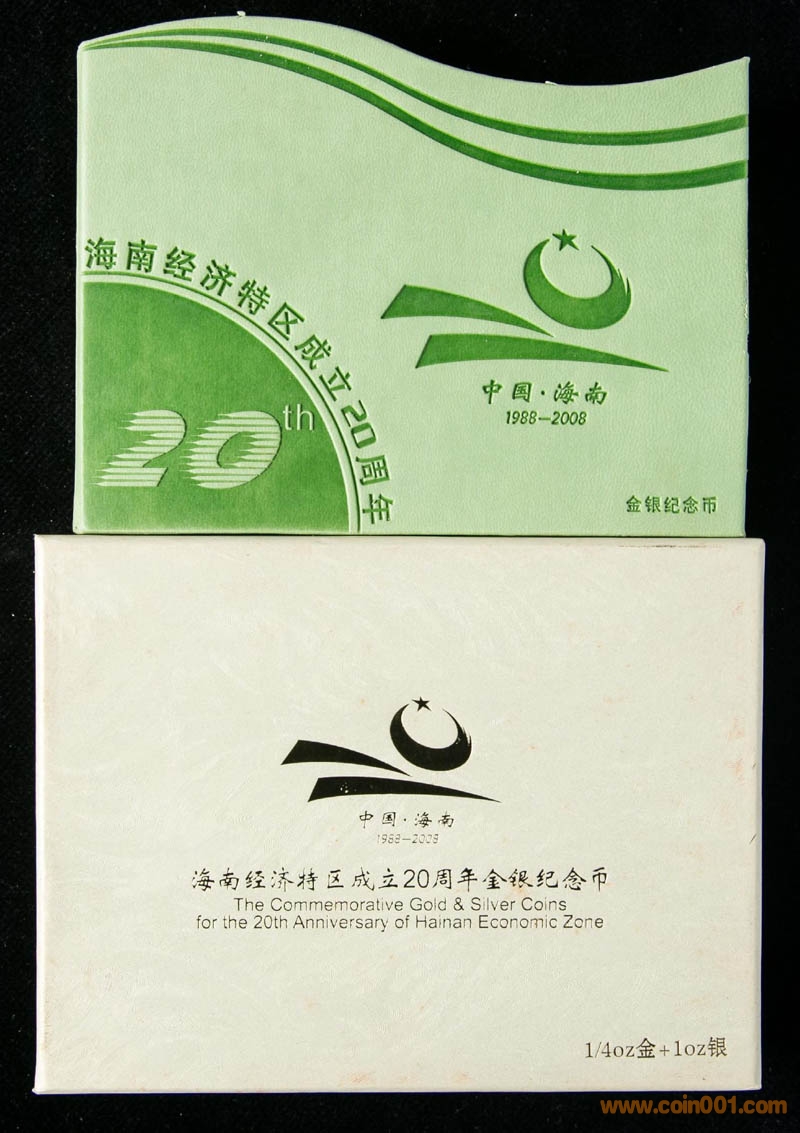 海南经济特区成立20周年
20th
中国·海南
1988—2008
金银纪念币
中国·海南
1988—2008
海南经济特区成立20周年金银纪念币
The Commemorative Gold & Silver Coins
for the 20th Anniversary of Hainan Economic Zone
1/4oz金+1oz银
www.coin001.com